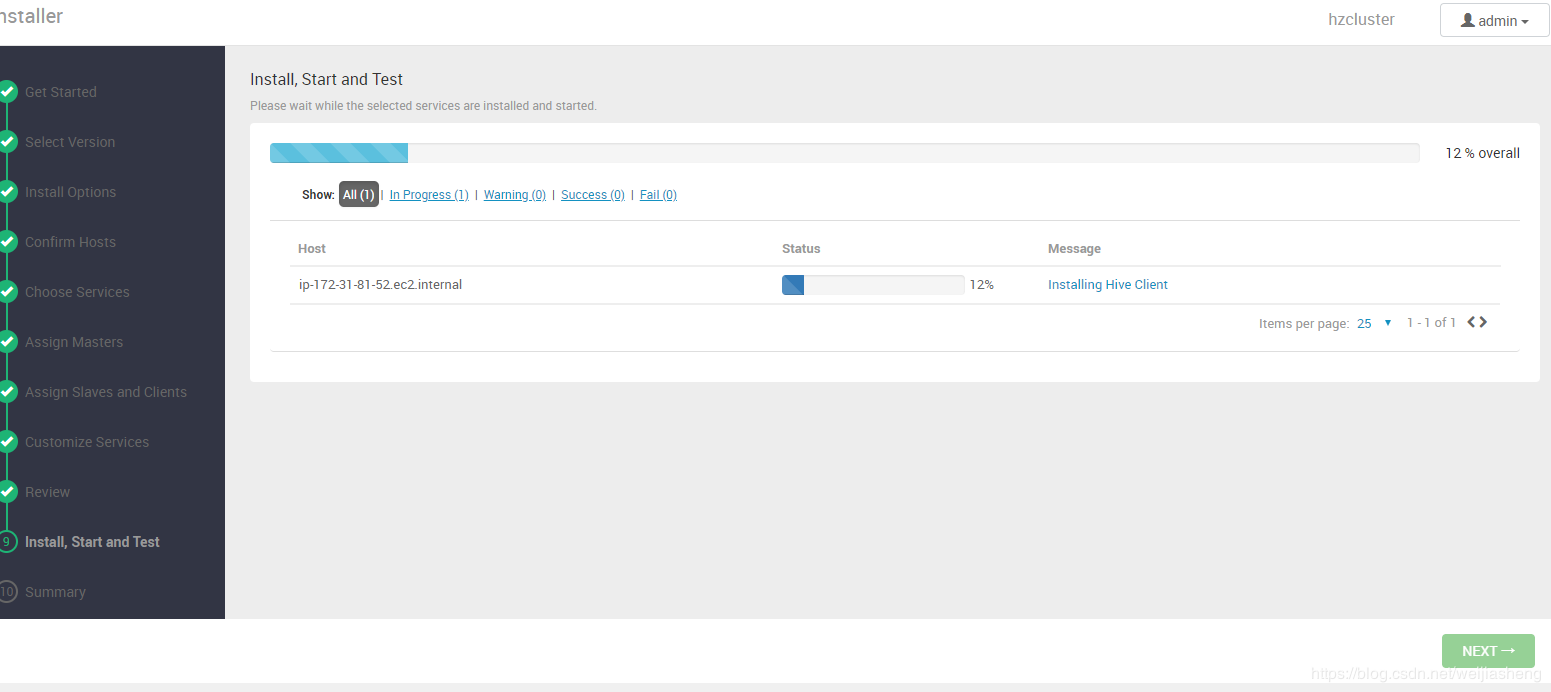 nstaller
hzcluster
admin
Get Started
Select Version
Install Options
Confirm Hosts
Choose Services
Assign Masters
Assign Slaves and Clients
Customize Services
Review
9 Install, Start and Test
10 Summary
Install, Start and Test
Please wait while the selected services are installed and started.
12 % overall
Show: All (1) | In Progress (1) | Warning (0) | Success (0) | Fail (0)
Host Status Message
ip-172-31-81-52.ec2.internal 12% Installing Hive Client
Items per page: 25 1 - 1 of 1
NEXT →
https://blog.csdn.net/weijiasheng